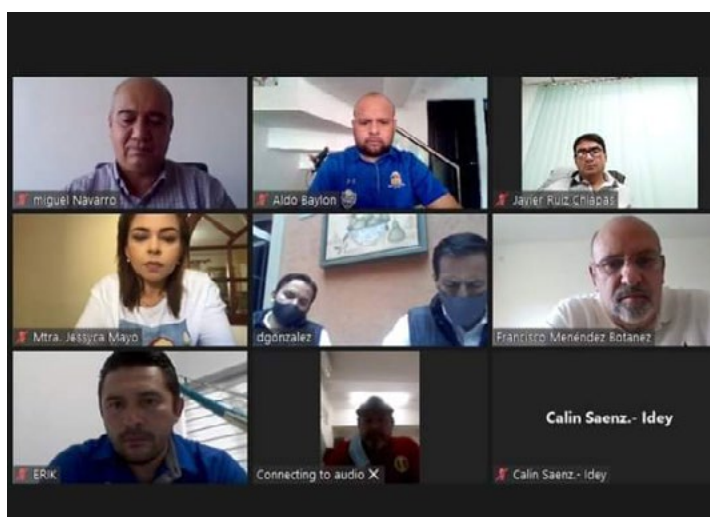 miguel Navarro
Aldo Baylon
Javier Ruiz Chiapas
Mtra. Jessyca Mayo
dgonzalez
Francisco Menéndez Botanez
ERIK
Connecting to audio
Calin Saenz.- Idey
Calin Saenz.- Idey